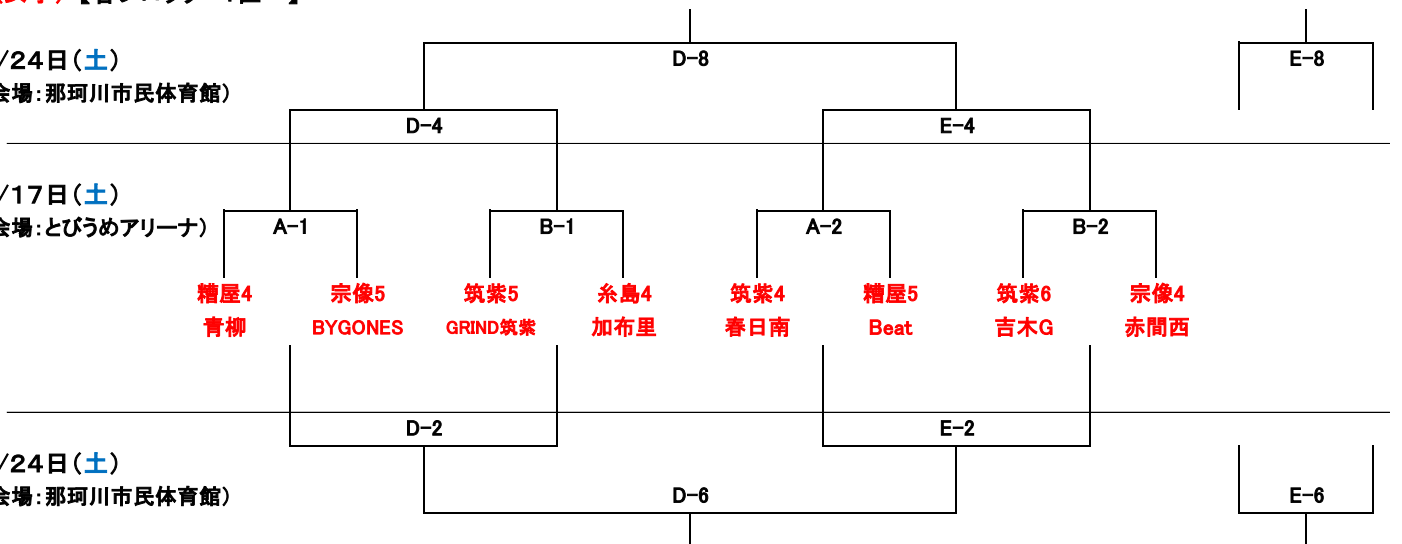 /24日(土)
D-8
E-8
会場:那珂川市民体育館)
D-4
E-4
/17日(土)
会場:とびうめアリーナ)
A-1
B-1
A-2
B-2
糟屋4
宗像5
筑紫5
糸島4
筑紫4
糟屋5
筑紫6
宗像4
青柳
BYGONES
GRIND筑紫
加布里
春日南
Beat
吉木G
赤間西
D-2
E-2
/24日(土)
会場:那珂川市民体育館)
D-6
E-6